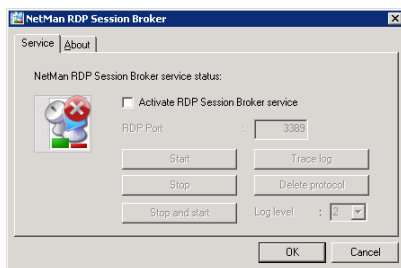 NetMan RDP Session Broker
Service About
NetMan RDP Session Broker service status:
Activate RDP Session Broker service
RDP Port : 3389
Start Trace log
Stop Delete protocol
Stop and start Log level : 2
OK Cancel